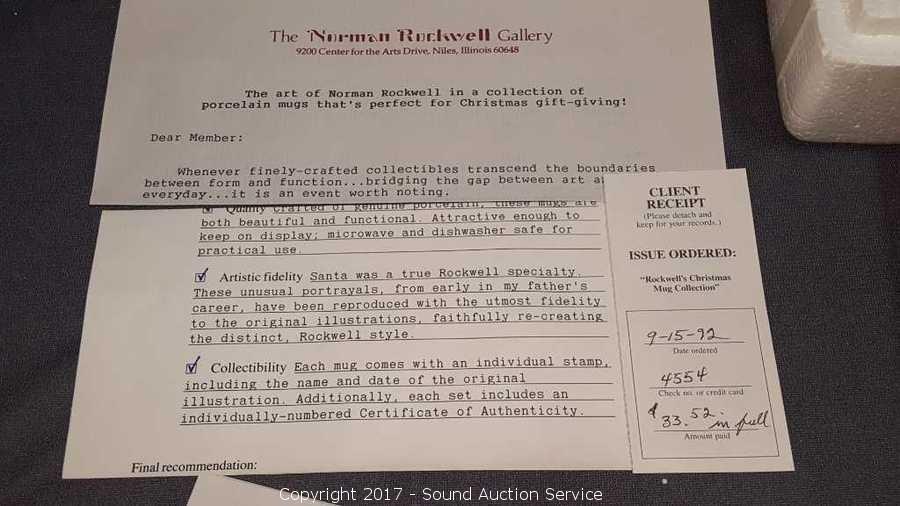 The Norman Rockwell Gallery
9200 Center for the Arts Drive, Niles, Illinois 60648
The art of Norman Rockwell in a collection of
porcelain mugs that's perfect for Christmas gift-giving!
Dear Member:
Whenever finely-crafted collectibles transcend the boundaries
between form and function...bridging the gap between art a
everyday...it is an event worth noting.
Quality Crafted of genuine porcelain, these mugs are
both beautiful and functional. Attractive enough to
keep on display; microwave and dishwasher safe for
practical use.
Artistic fidelity Santa was a true Rockwell specialty.
These unusual portrayals, from early in my father's
career, have been reproduced with the utmost fidelity
to the original illustrations, faithfully re-creating
the distinct, Rockwell style.
Collectibility Each mug comes with an individual stamp,
including the name and date of the original
illustration. Additionally, each set includes an
individually-numbered Certificate of Authenticity.
Final recommendation:
CLIENT
RECEIPT
(Please detach and
keep for your records.)
ISSUE ORDERED:
"Rockwell's Christmas
Mug Collection"
9-15-92
Date ordered
4554
Check no. or credit card
$33.52 in full
Amount paid
Copyright 2017 - Sound Auction Service